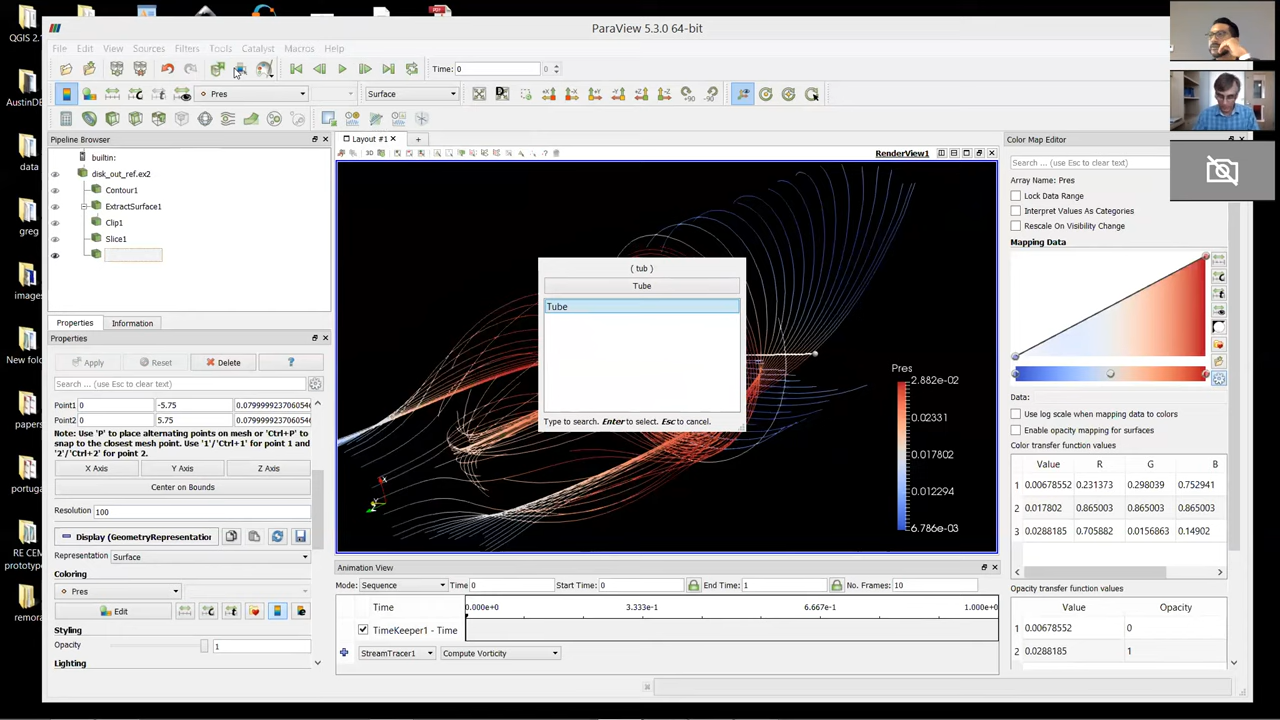 QGIS 2.
ParaView 5.3.0 64-bit
File Edit View Sources Filters Tools Catalyst Macros Help
Time: 0 0
Pres Surface
AustinDE
data
greg
images
New fold
papers
portuga
RE CEM
prototype
remora
Pipeline Browser
builtin:
disk_out_ref.ex2
Contour1
ExtractSurface1
Clip1
Slice1
Properties Information
Properties
Apply Reset Delete ?
Search ... (use Esc to clear text)
Point1 0 -5.75 0.0799999237060546
Point2 0 5.75
Note: Use 'P' to place alternating points on mesh or 'Ctrl+P' to
snap to the closest mesh point. Use '1'/'Ctrl+1' for point 1 and
'2'/'Ctrl+2' for point 2.
X Axis Y Axis Z Axis
Center on Bounds
Resolution 100
Display (GeometryRepresentation
Representation Surface
Coloring
Pres
Edit
Styling
Opacity 1
Lighting
Layout #1
RenderView1
3D
( tub )
Tube
Tube
Type to search. Enter to select. Esc to cancel.
Pres
2.882e-02
0.02331
0.017802
0.012294
6.786e-03
Animation View
Mode: Sequence Time 0 Start Time: 0 End Time: 1 No. Frames: 10
Time 0.000e+0 3.333e-1 6.667e-1 1.000e+0
TimeKeeper1 - Time
StreamTracer1 Compute Vorticity
Color Map Editor
Search ... (use Esc to clear text)
Array Name: Pres
Lock Data Range
Interpret Values As Categories
Rescale On Visibility Change
Mapping Data
Data:
Use log scale when mapping data to colors
Enable opacity mapping for surfaces
Color transfer function values
Value R G B
1 0.00678552 0.231373 0.298039 0.752941
2 0.017802 0.865003 0.865003 0.865003
3 0.0288185 0.705882 0.0156863 0.14902
Opacity transfer function values
Value Opacity
1 0.00678552 0
2 0.0288185 1